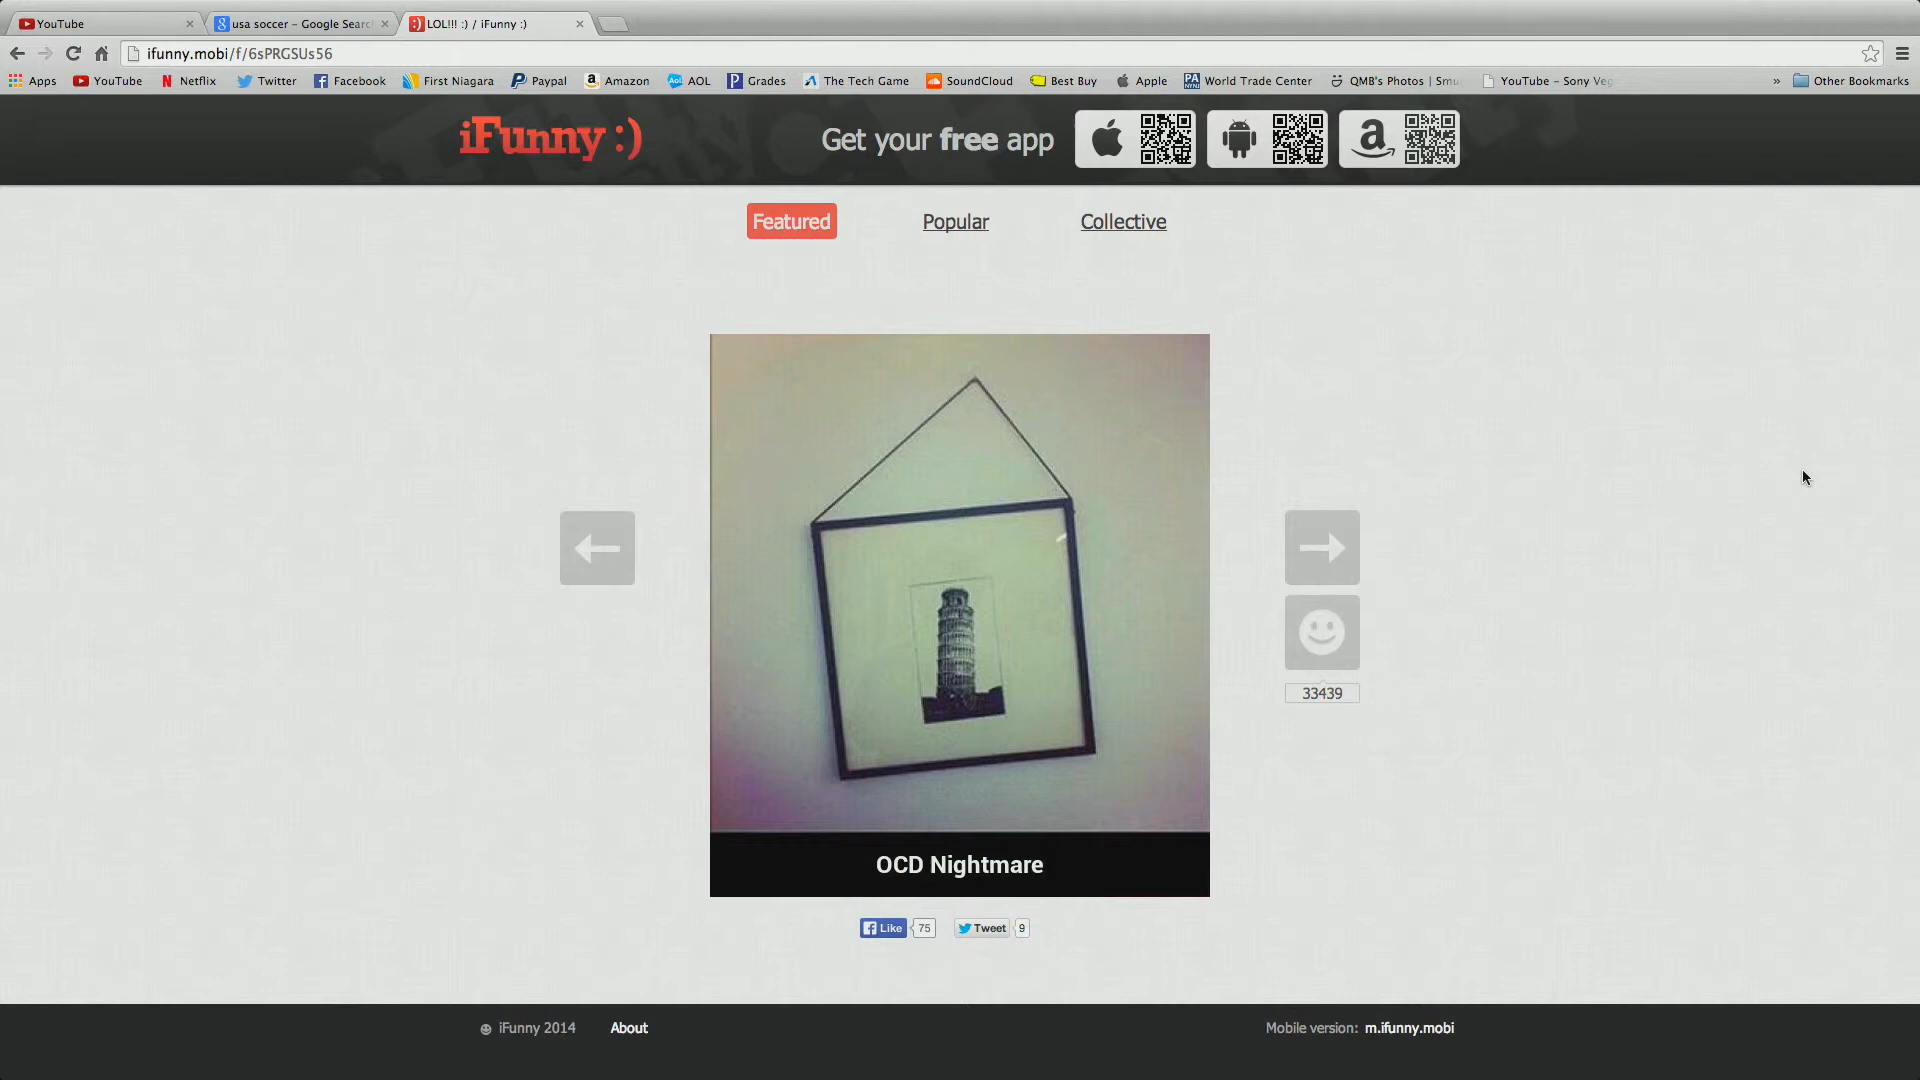 YouTube
usa soccer – Google Searc
LOL!!! :) / iFunny :)
ifunny.mobi/f/6sPRGSUs56
Apps YouTube Netflix Twitter Facebook First Niagara Paypal Amazon AOL Grades The Tech Game SoundCloud Best Buy Apple World Trade Center QMB's Photos | Smu YouTube – Sony Veg » Other Bookmarks
iFunny :)
Get your free app
Featured Popular Collective
33439
OCD Nightmare
Like 75 Tweet 9
iFunny 2014 About Mobile version: m.ifunny.mobi